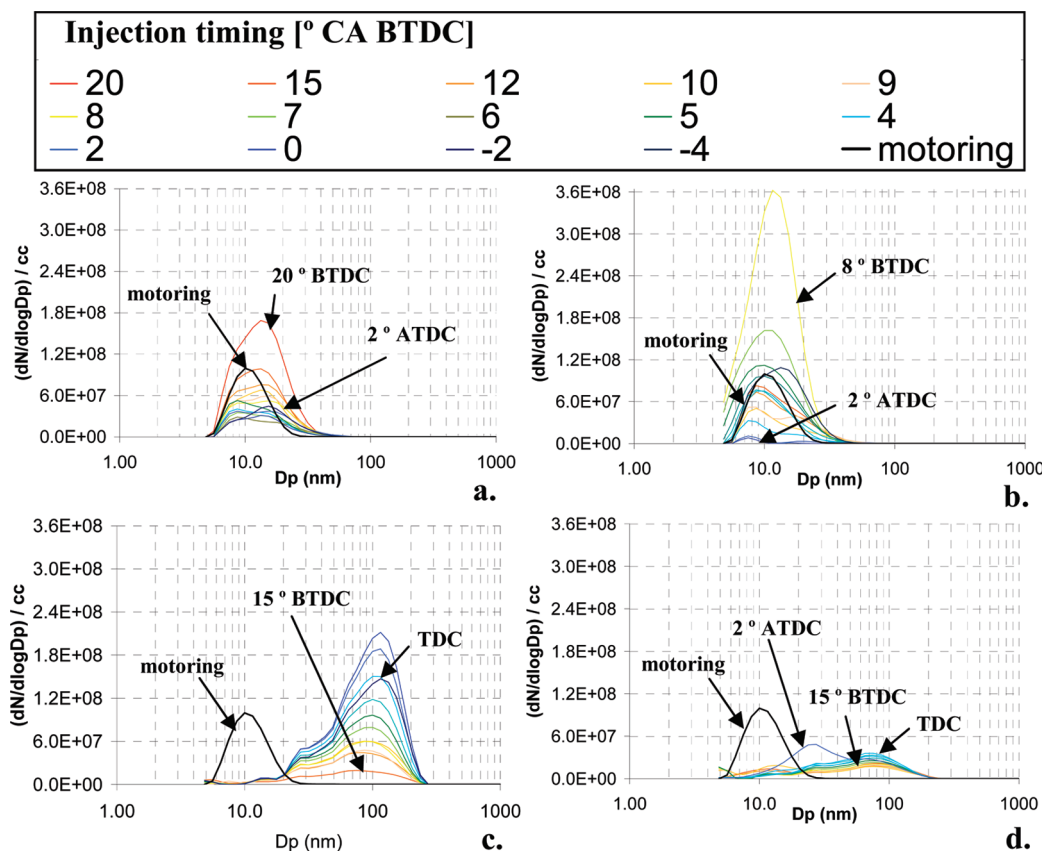 Injection timing [° CA BTDC]
20 15 12 10 9
8 7 6 5 4
2 0 -2 -4 motoring
(dN/dlogDp) / cc
3.6E+08
3.0E+08
2.4E+08
1.8E+08
1.2E+08
6.0E+07
0.0E+00
20 º BTDC
motoring
2 º ATDC
1.00 10.0 100 1000
Dp (nm)
a.
(dN/dlogDp) / cc
3.6E+08
3.0E+08
2.4E+08
1.8E+08
1.2E+08
6.0E+07
0.0E+00
8 º BTDC
motoring
2 º ATDC
1.00 10.0 100 1000
Dp (nm)
b.
(dN/dlogDp) / cc
3.6E+08
3.0E+08
2.4E+08
1.8E+08
1.2E+08
6.0E+07
0.0E+00
15 º BTDC
TDC
motoring
1.00 10.0 100 1000
Dp (nm)
c.
(dN/dlogDp) / cc
3.6E+08
3.0E+08
2.4E+08
1.8E+08
1.2E+08
6.0E+07
0.0E+00
2 º ATDC
motoring
15 º BTDC
TDC
1.00 10.0 100 1000
Dp (nm)
d.